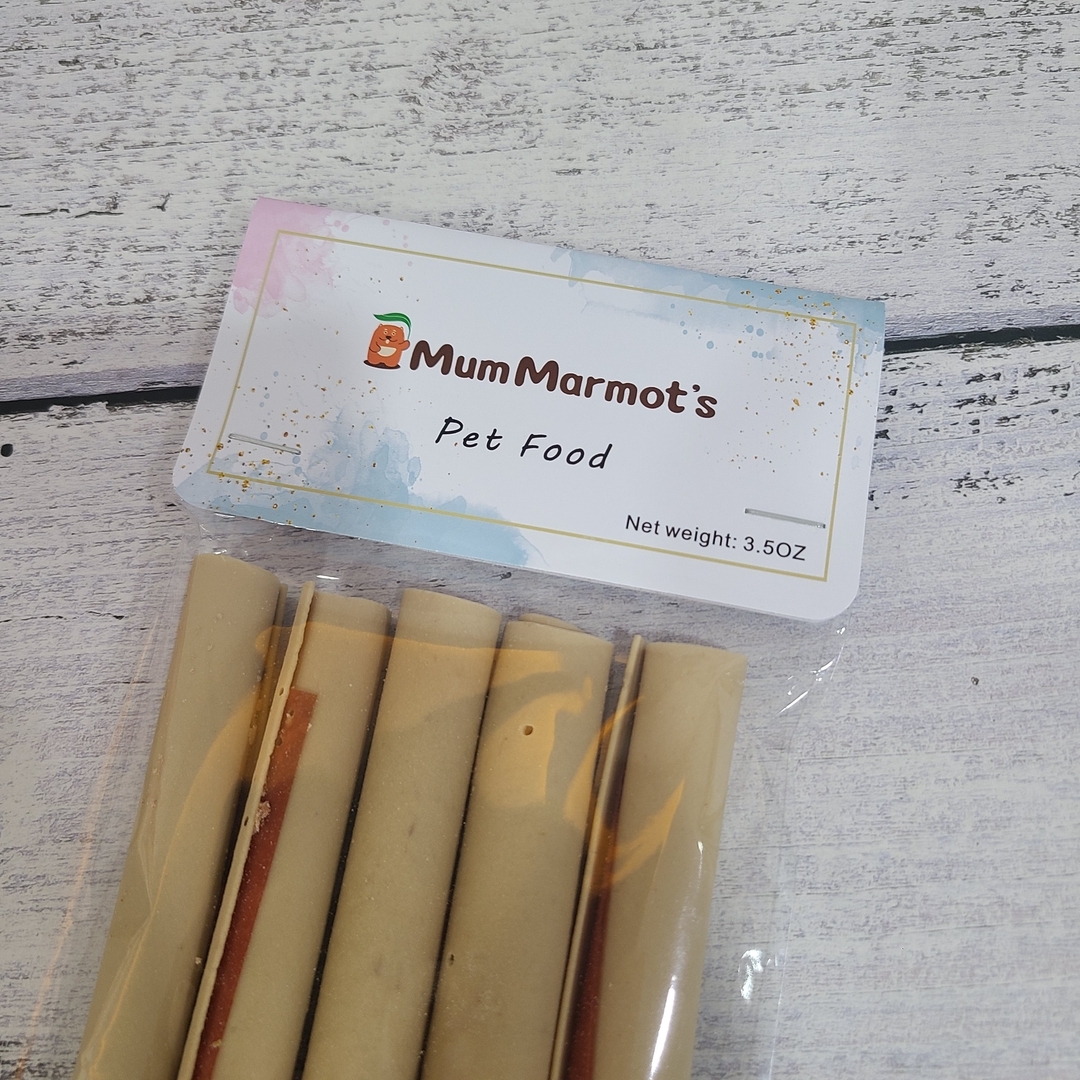 MumMarmot's
Pet Food
Net weight: 3.5OZ